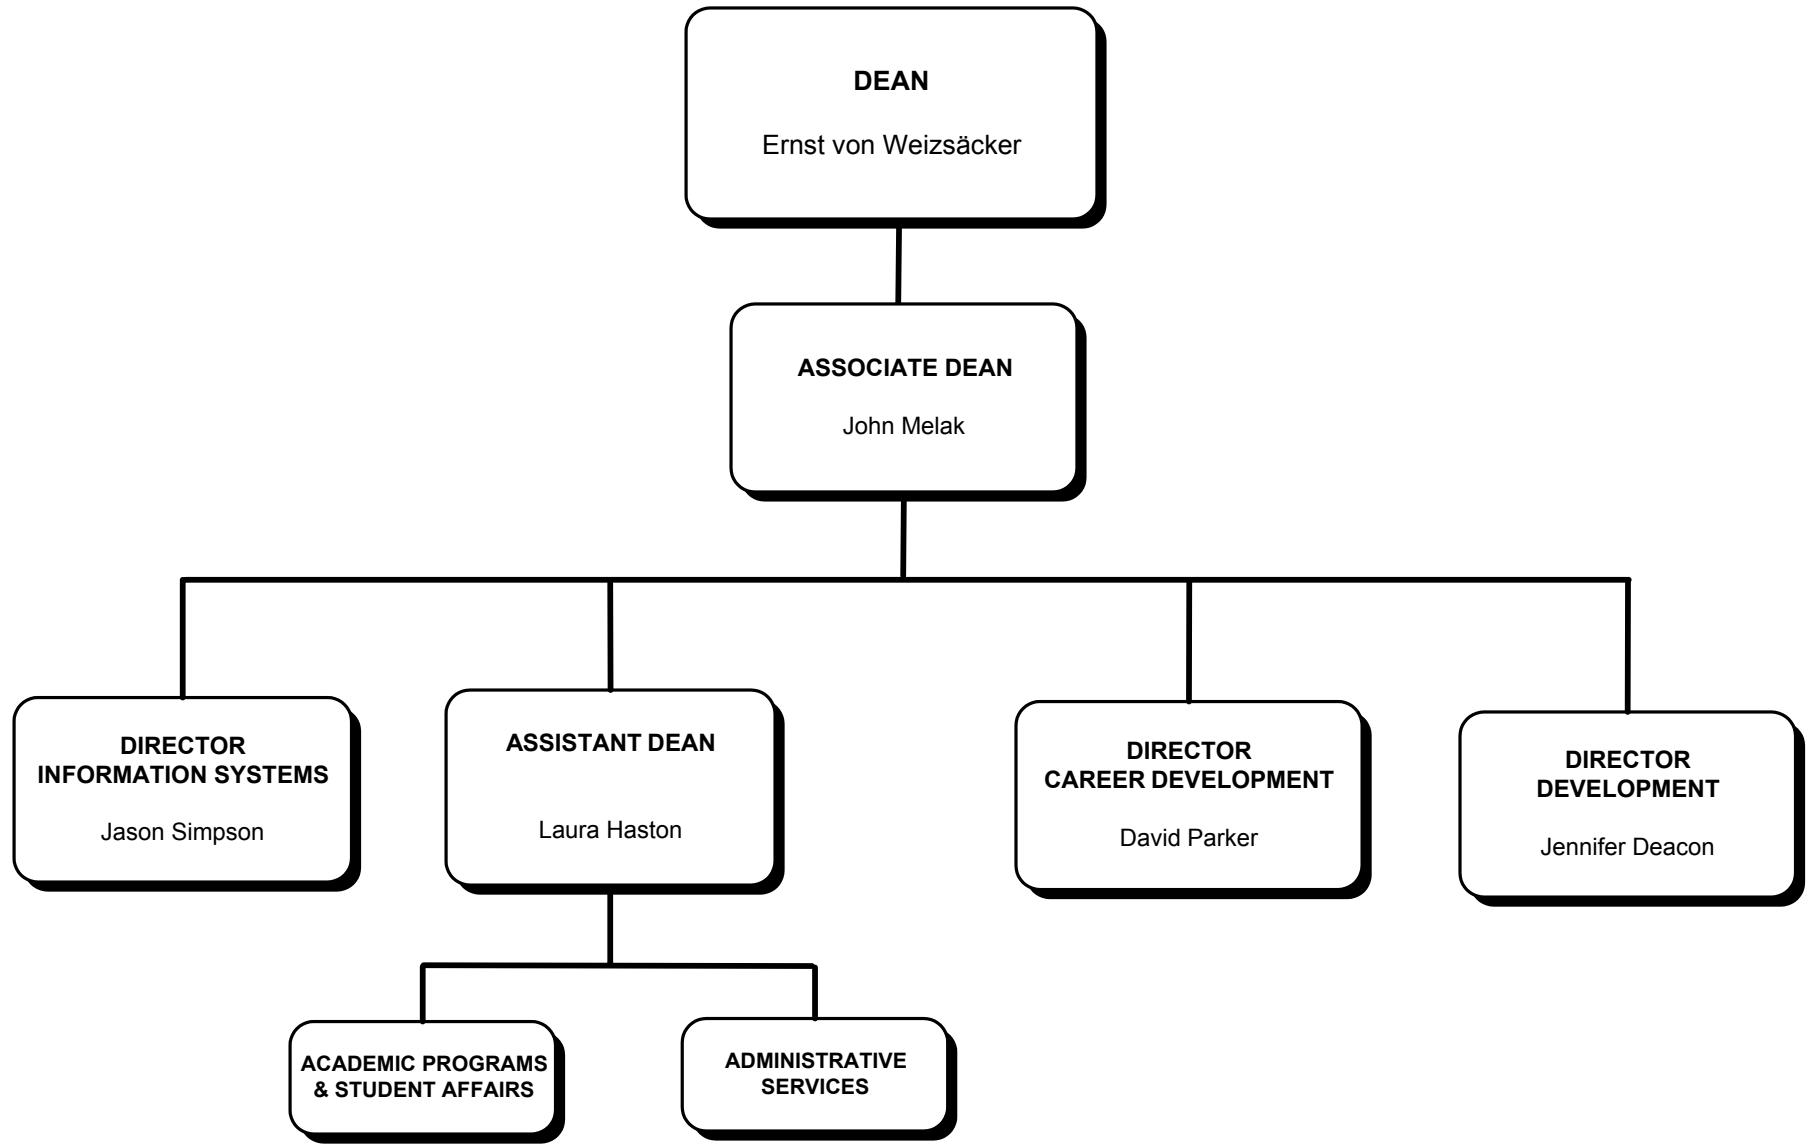 DEAN
Ernst von Weizsäcker
ASSOCIATE DEAN
John Melak
DIRECTOR
INFORMATION SYSTEMS
Jason Simpson
ASSISTANT DEAN
Laura Haston
DIRECTOR
CAREER DEVELOPMENT
David Parker
DIRECTOR
DEVELOPMENT
Jennifer Deacon
ACADEMIC PROGRAMS
& STUDENT AFFAIRS
ADMINISTRATIVE
SERVICES